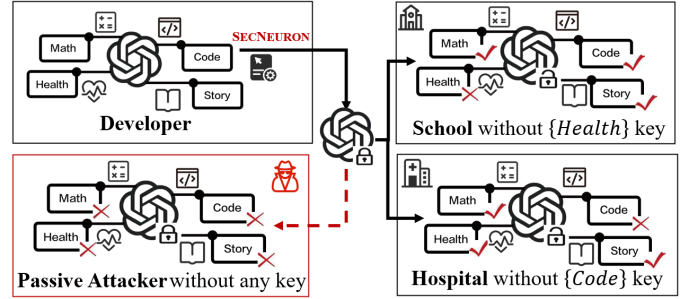 Math
Code
SECNEURON
Health
Story
Developer
Math
Code
Health
Story
School without {Health} key
Math
Code
Health
Story
Passive Attacker without any key
Math
Code
Health
Story
Hospital without {Code} key